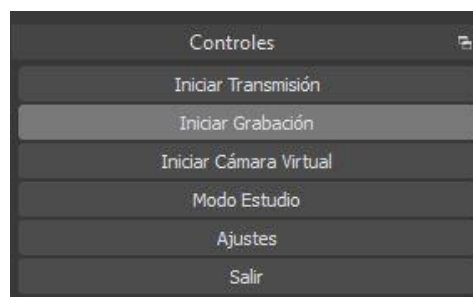 Controles
Iniciar Transmisión
Iniciar Grabación
Iniciar Cámara Virtual
Modo Estudio
Ajustes
Salir